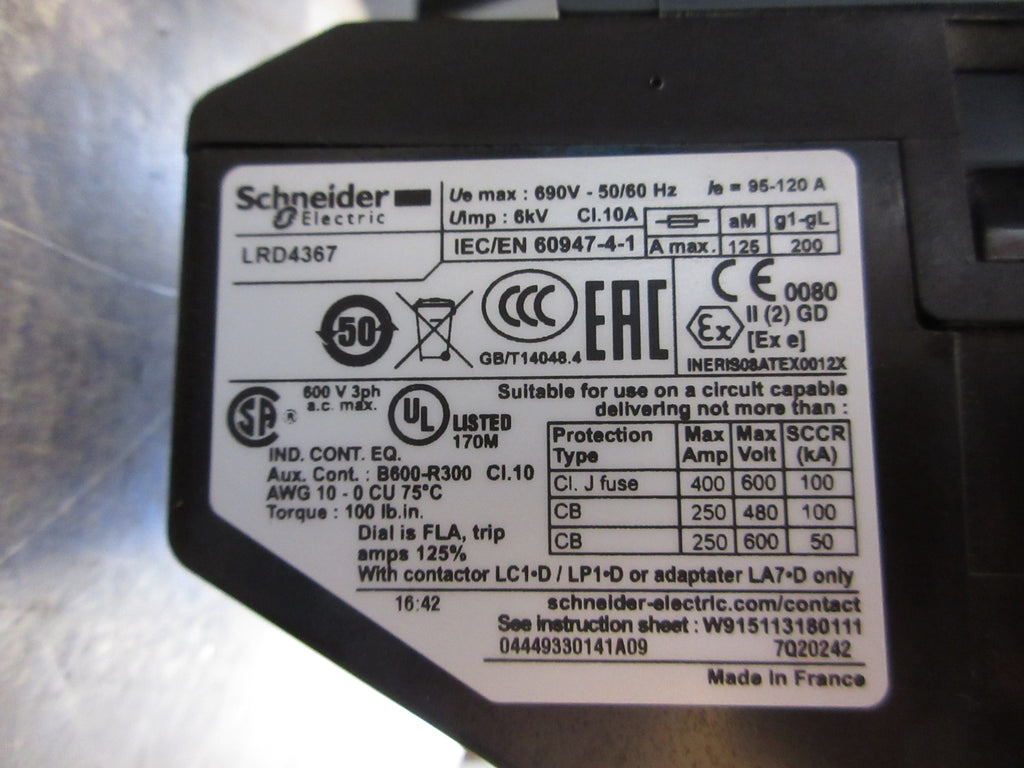 Schneider
Electric
LRD4367
Ue max : 690V - 50/60 Hz Ie = 95-120 A
Uimp : 6kV Cl.10A
aM g1-gL
IEC/EN 60947-4-1
A max. 125 200
50
CCC
GB/T14048.4
EAC
CE 0080
Ex II (2) GD
[Ex e]
INERIS08ATEX0012X
SA ®
600 V 3ph
a.c. max.
UL LISTED
170M
IND. CONT. EQ.
Aux. Cont. : B600-R300 Cl.10
AWG 10 - 0 CU 75°C
Torque : 100 lb.in.
Dial is FLA, trip
amps 125%
Suitable for use on a circuit capable
delivering not more than :
Protection Type Max Amp Max Volt SCCR (kA)
Cl. J fuse 400 600 100
CB 250 480 100
CB 250 600 50
With contactor LC1•D / LP1•D or adaptater LA7•D only
16:42
schneider-electric.com/contact
See instruction sheet : W915113180111
04449330141A09 7Q20242
Made In France